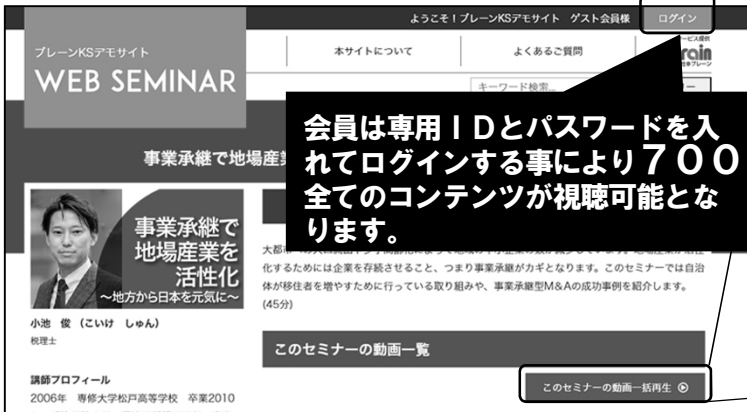 ようこそ！ブレーンKSデモサイト ゲスト会員様 ログイン
ブレーンKSデモサイト
WEB SEMINAR
本サイトについて
よくあるご質問
ービス提供
rain
日本ブレーン
キーワード検索...
会員は専用ＩＤとパスワードを入
れてログインする事により７００
全てのコンテンツが視聴可能とな
ります。
事業承継で地場産
事業承継で
地場産業を
活性化
～地方から日本を元気に～
化するためには企業を存続させること、つまり事業承継がカギとなります。このセミナーでは自治
体が移住者を増やすために行っている取り組みや、事業承継型M&Aの成功事例を紹介します。
(45分)
小池 俊（こいけ しゅん）
税理士
このセミナーの動画一覧
このセミナーの動画一括再生
講師プロフィール
2006年 専修大学松戸高等学校 卒業2010